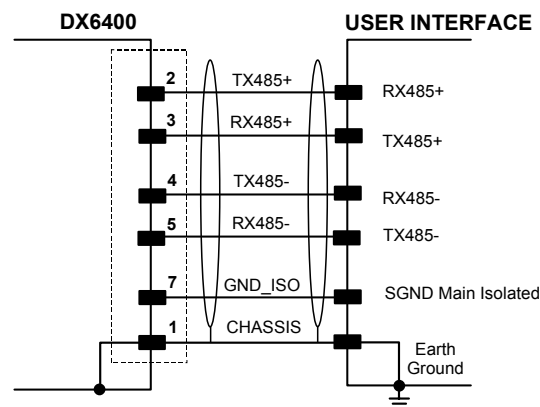 DX6400 USER INTERFACE
2 TX485+ RX485+
3 RX485+ TX485+
4 TX485- RX485-
5 RX485- TX485-
7 GND_ISO SGND Main Isolated
1 CHASSIS Earth
Ground